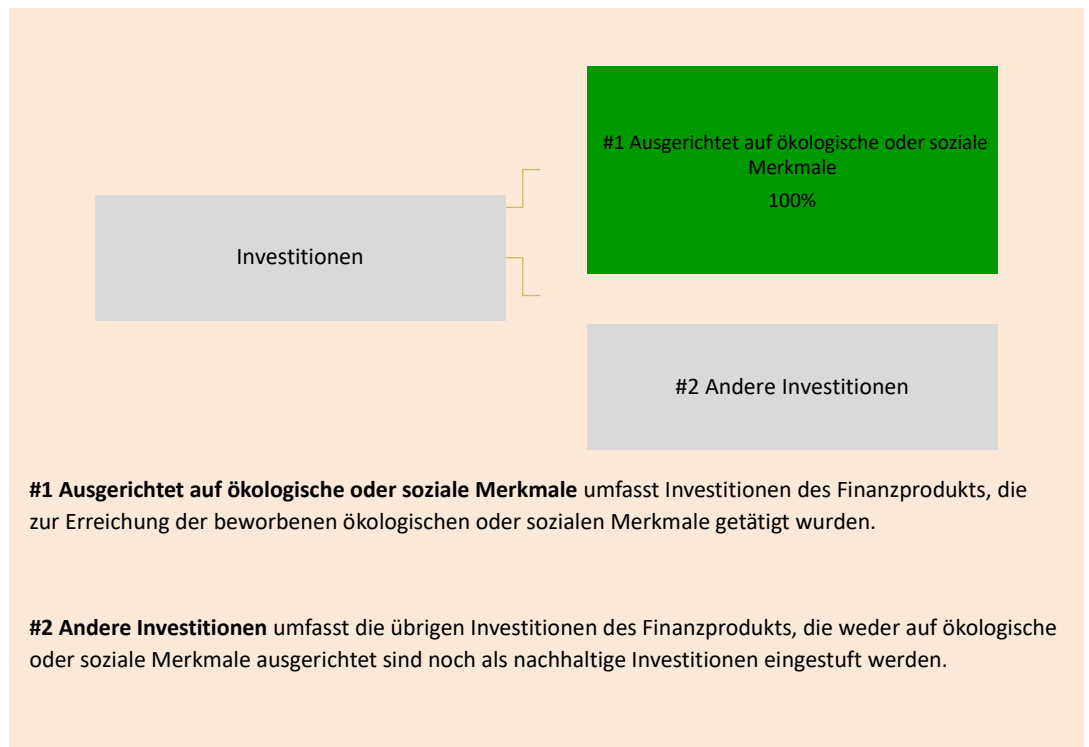 #1 Ausgerichtet auf ökologische oder soziale
Merkmale
100%
Investitionen
#2 Andere Investitionen
#1 Ausgerichtet auf ökologische oder soziale Merkmale umfasst Investitionen des Finanzprodukts, die
zur Erreichung der beworbenen ökologischen oder sozialen Merkmale getätigt wurden.
#2 Andere Investitionen umfasst die übrigen Investitionen des Finanzprodukts, die weder auf ökologische
oder soziale Merkmale ausgerichtet sind noch als nachhaltige Investitionen eingestuft werden.